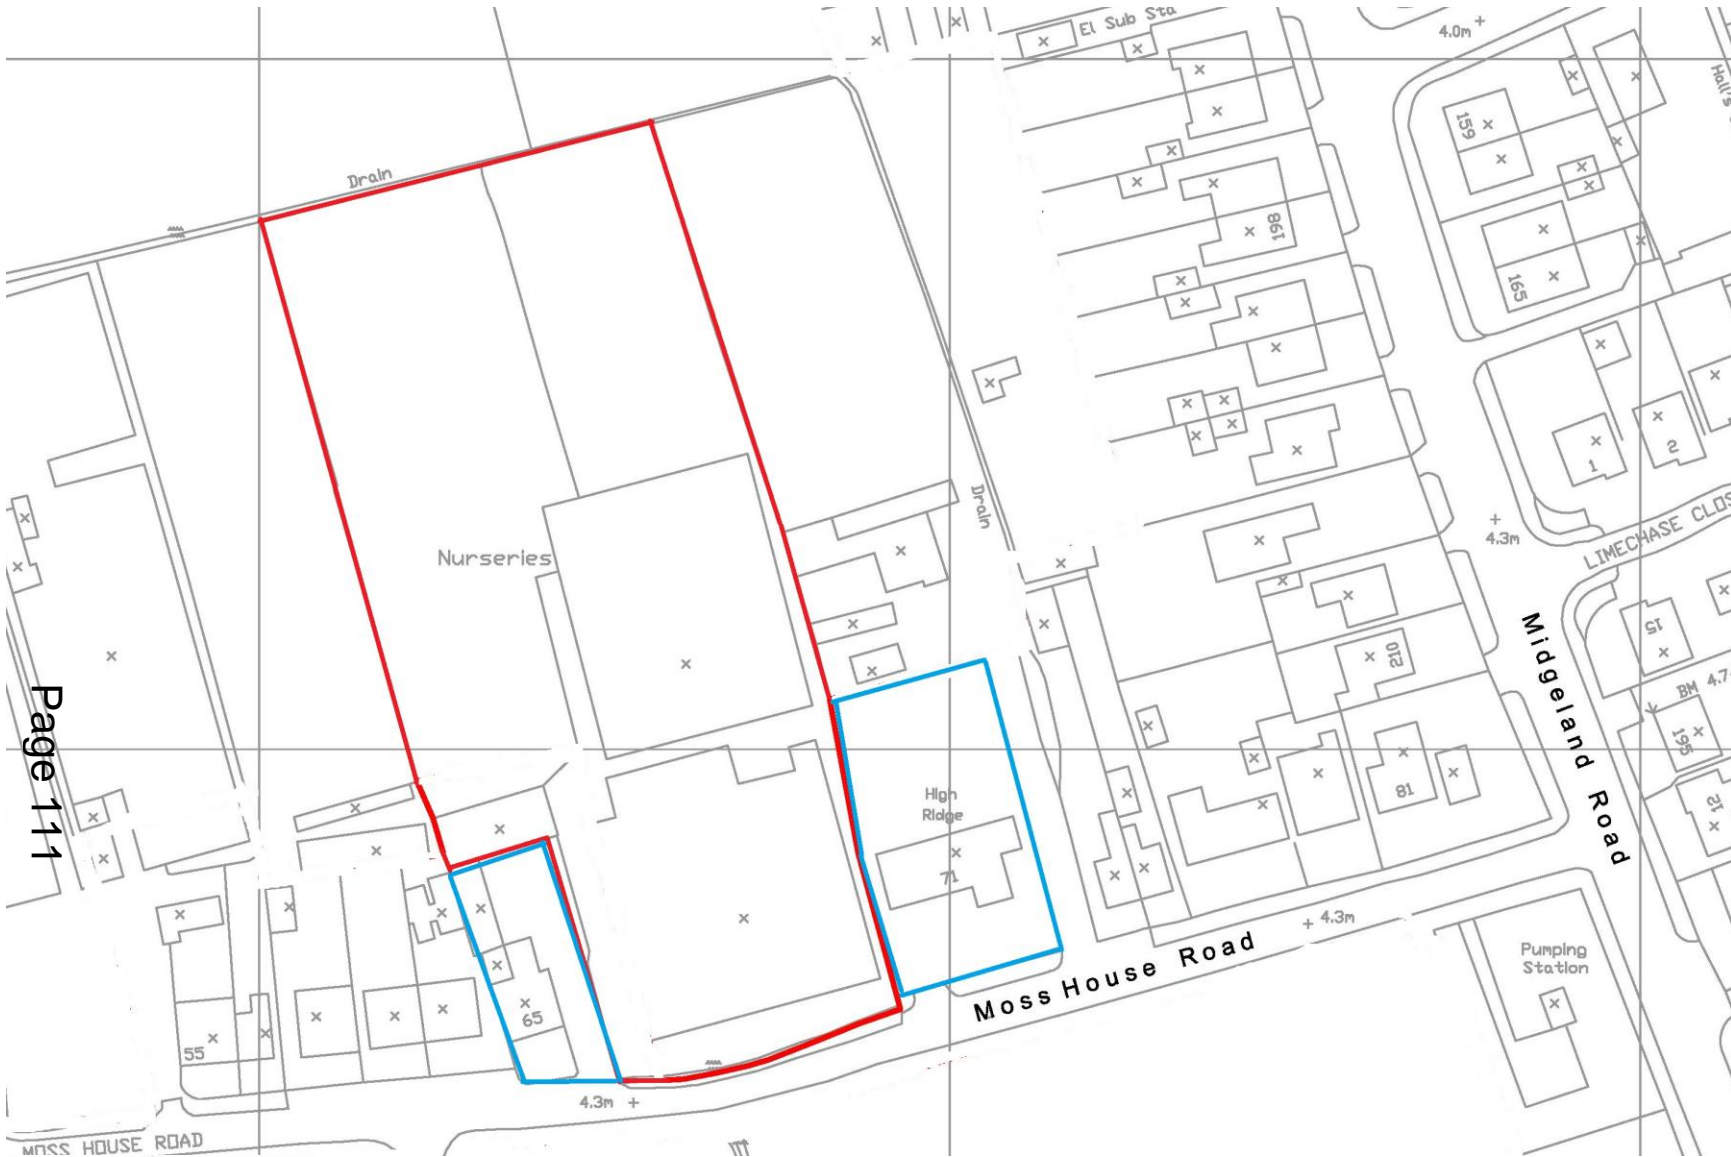 El Sub Sta
4.0m
Hall's
159
Drain
198
165
1
2
Drain
4.3m
LIMECHASE CLOS
Nurseries
15
210
Midgeland Road
BM 4.7
Page 111
195
High
Ridge
81
12
71
4.3m
Moss House Road
Pumping
Station
65
55
4.3m
MOSS HOUSE ROAD